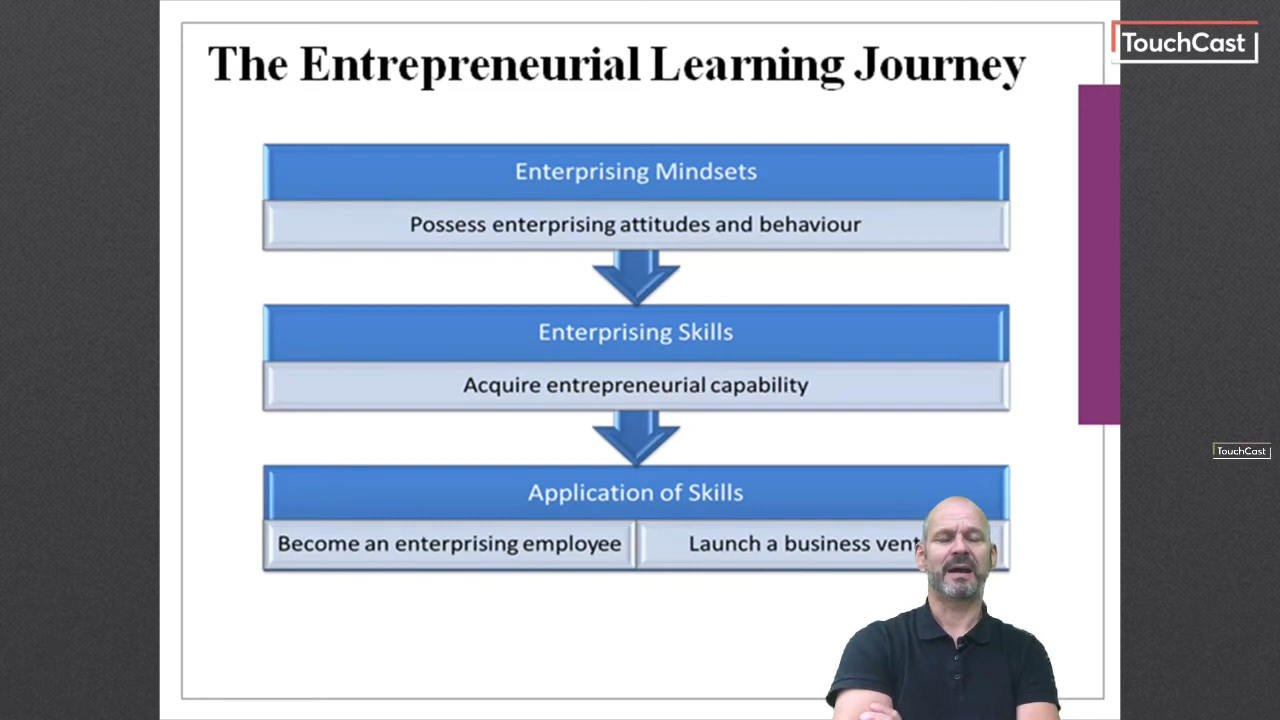 The Entrepreneurial Learning Journey
TouchCast
Enterprising Mindsets
Possess enterprising attitudes and behaviour
Enterprising Skills
Acquire entrepreneurial capability
TouchCast
Application of Skills
Become an enterprising employee
Launch a business vent